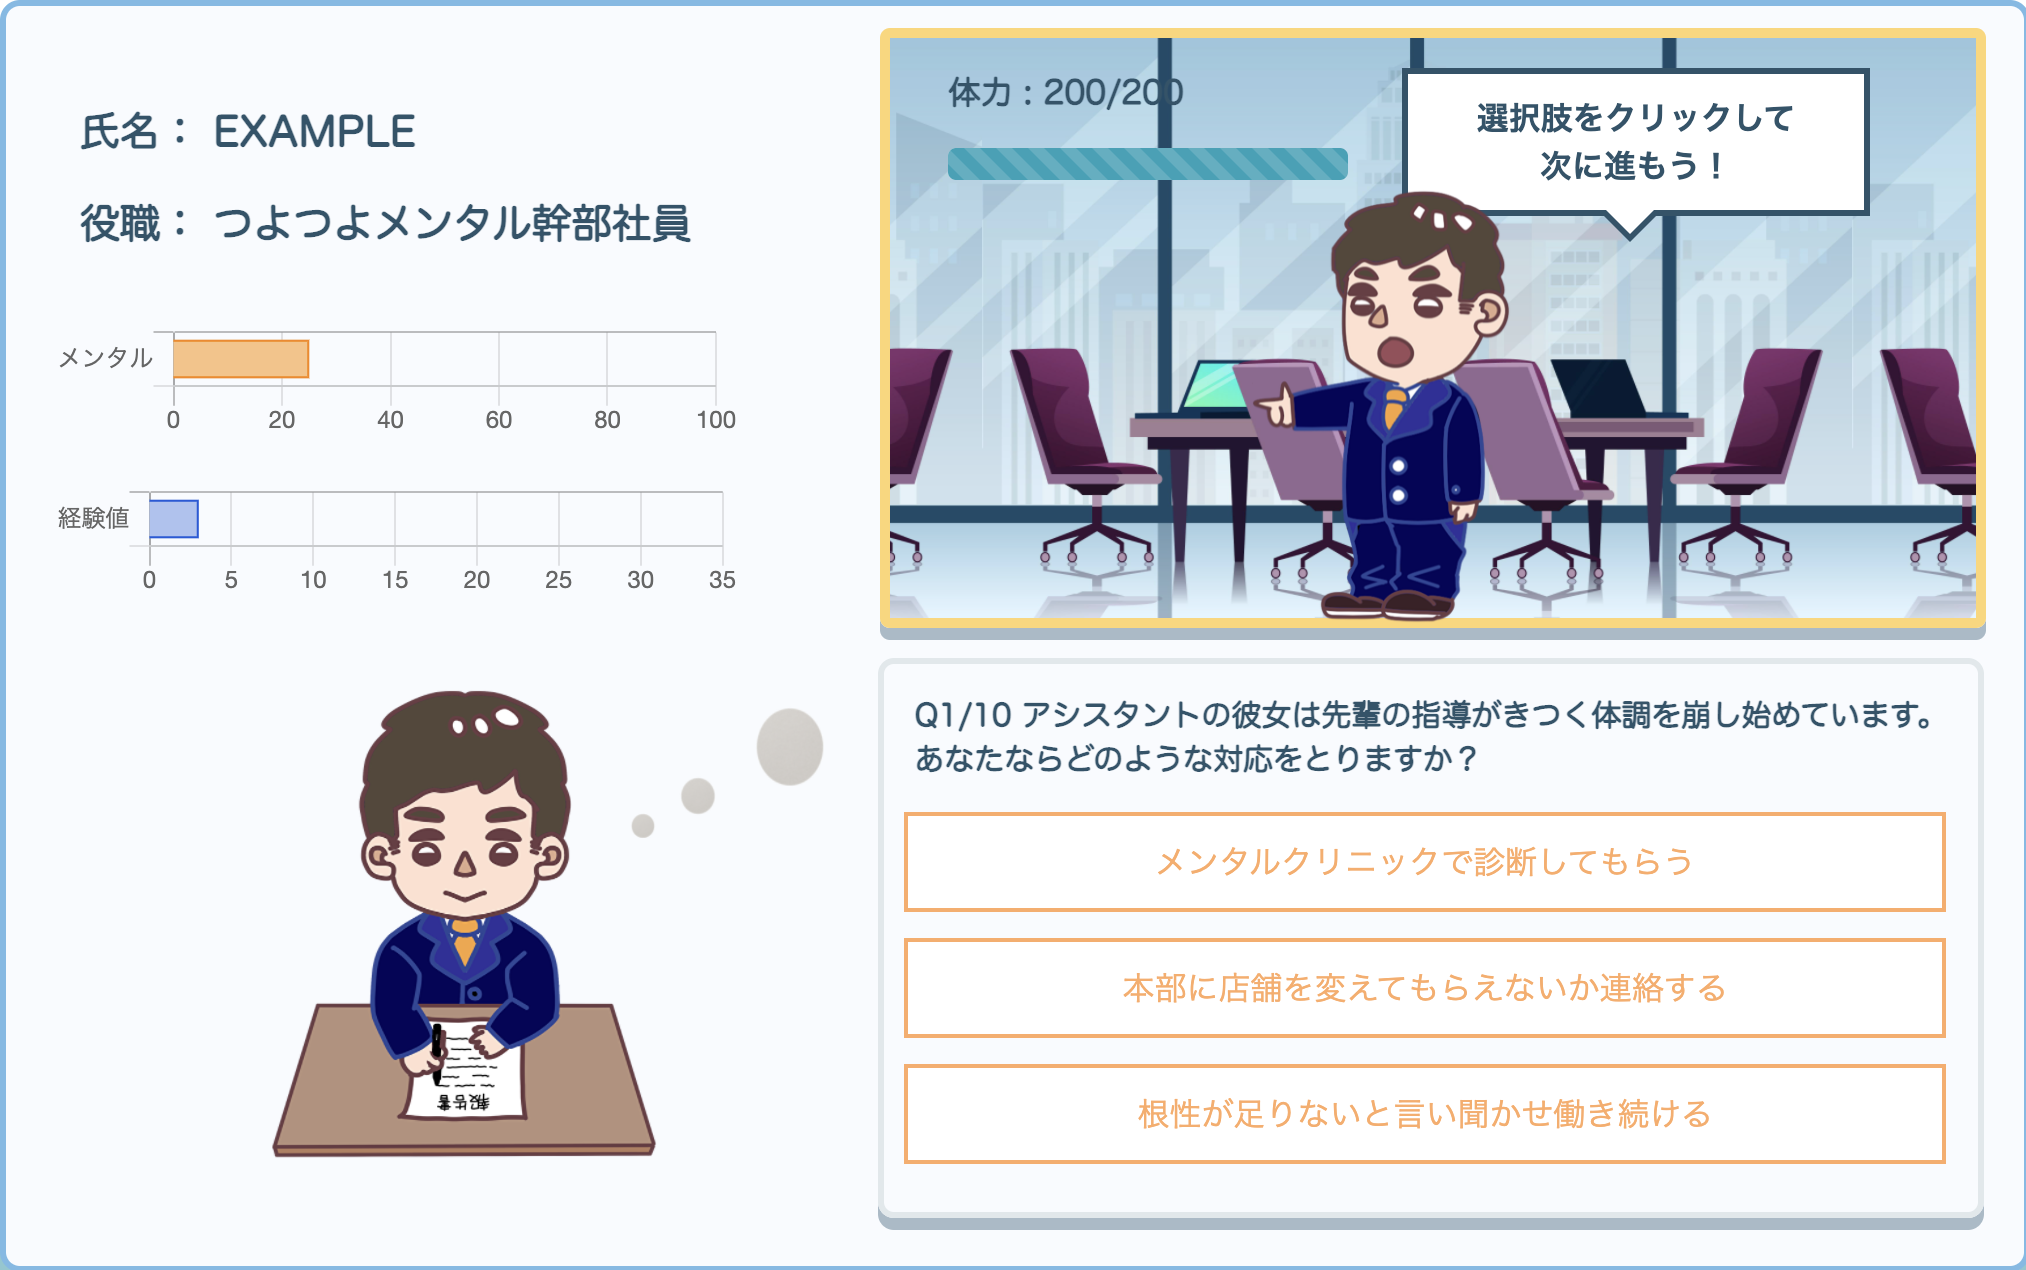 氏名： EXAMPLE
役職： つよつよメンタル幹部社員
メンタル
0 20 40 60 80 100
経験値
0 5 10 15 20 25 30 35
報告書
体力：200/200
選択肢をクリックして
次に進もう！
Q1/10 アシスタントの彼女は先輩の指導がきつく体調を崩し始めています。
あなたならどのような対応をとりますか？
メンタルクリニックで診断してもらう
本部に店舗を変えてもらえないか連絡する
根性が足りないと言い聞かせ働き続ける